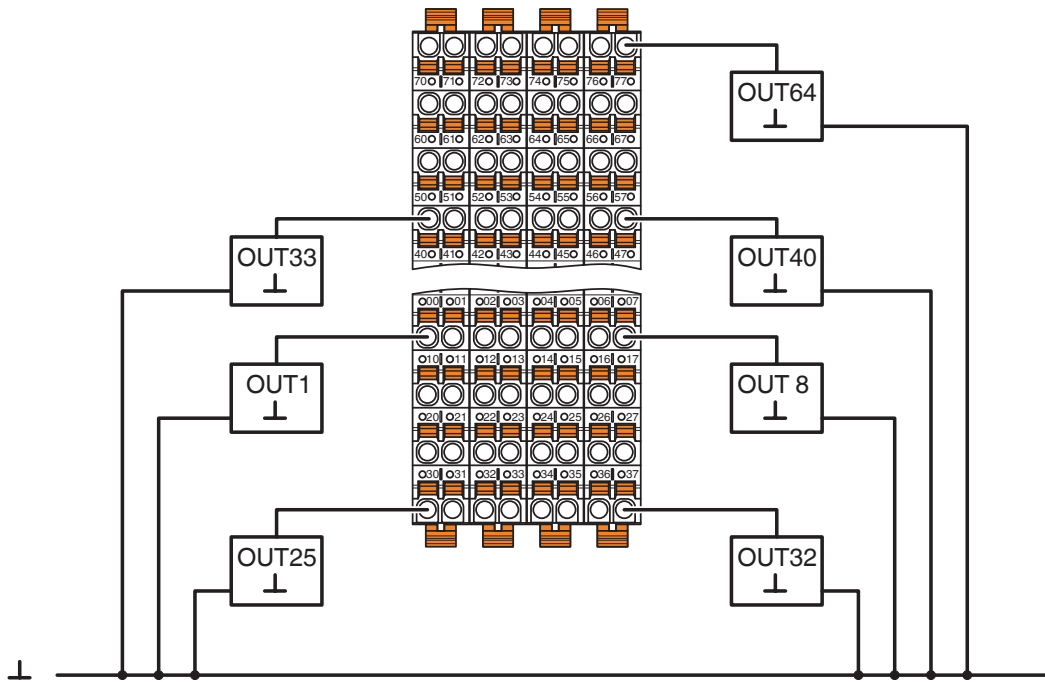 70 71 72 73 74 75 76 77
OUT64
60 61 62 63 64 65 66 67
50 51 52 53 54 55 56 57
OUT33
OUT40
40 41 42 43 44 45 46 47
00 01 02 03 04 05 06 07
10 11 12 13 14 15 16 17
OUT1
OUT 8
20 21 22 23 24 25 26 27
30 31 32 33 34 35 36 37
OUT25
OUT32